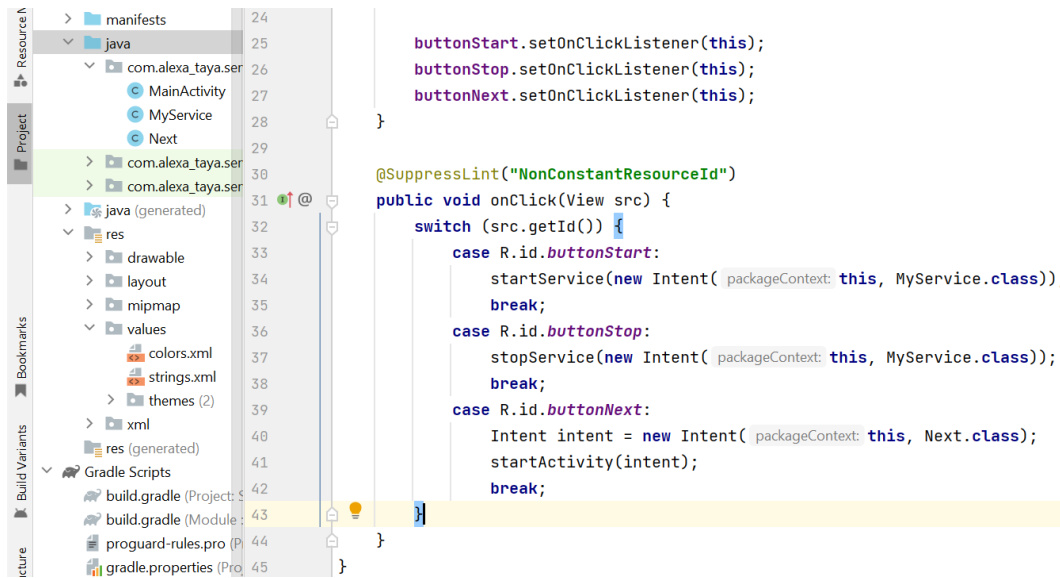 Resource M
Project
Bookmarks
Build Variants
manifests
java
com.alexa_taya.ser
MainActivity
MyService
Next
com.alexa_taya.ser
com.alexa_taya.ser
java (generated)
res
drawable
layout
mipmap
values
colors.xml
strings.xml
themes (2)
xml
res (generated)
Gradle Scripts
build.gradle (Project: S
build.gradle (Module :
proguard-rules.pro (P
gradle.properties (Pro
24
25 buttonStart.setOnClickListener(this);
26 buttonStop.setOnClickListener(this);
27 buttonNext.setOnClickListener(this);
28 }
29
30 @SuppressLint("NonConstantResourceId")
31 @ public void onClick(View src) {
32 switch (src.getId()) {
33 case R.id.buttonStart:
34 startService(new Intent( packageContext: this, MyService.class))
35 break;
36 case R.id.buttonStop:
37 stopService(new Intent( packageContext: this, MyService.class));
38 break;
39 case R.id.buttonNext:
40 Intent intent = new Intent( packageContext: this, Next.class);
41 startActivity(intent);
42 break;
43 }
44 }
45 }